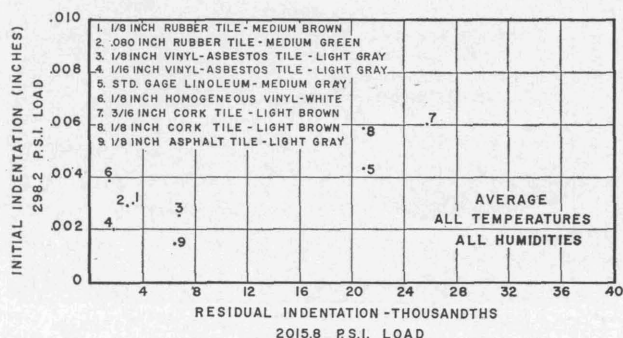 .010
.008
.006
.004
.002
0
INITIAL INDENTATION (INCHES)
298.2 P.S.I. LOAD
1. 1/8 INCH RUBBER TILE - MEDIUM BROWN
2. .080 INCH RUBBER TILE - MEDIUM GREEN
3. 1/8 INCH VINYL-ASBESTOS TILE - LIGHT GRAY
4. 1/16 INCH VINYL-ASBESTOS TILE - LIGHT GRAY
5. STD. GAGE LINOLEUM - MEDIUM GRAY
6. 1/8 INCH HOMOGENEOUS VINYL - WHITE
7. 3/16 INCH CORK TILE - LIGHT BROWN
8. 1/8 INCH CORK TILE - LIGHT BROWN
9. 1/8 INCH ASPHALT TILE - LIGHT GRAY
7
8
5
6
2
1
3
4
9
AVERAGE
ALL TEMPERATURES
ALL HUMIDITIES
4 8 12 16 20 24 28 32 36 40
RESIDUAL INDENTATION - THOUSANDTHS
2015.8 P.S.I. LOAD